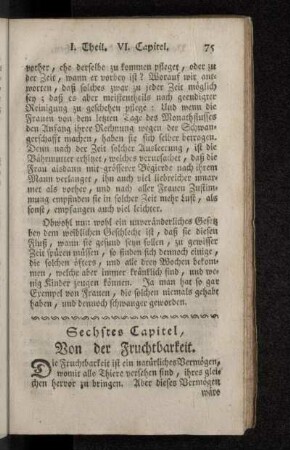 I. Theil. VI. Capitel. 75
vorher, ehe derselbe zu kommen pfleget, oder zu
der Zeit, wann er vorbey ist? Worauf wir ant-
worten, daß solches zwar zu jeder Zeit möglich
sey; daß es aber meistentheils nach geendigter
Reinigung zu geschehen pflege: Und wenn die
Frauen von dem letzten Tage des Monathflusses
den Anfang ihrer Rechnung wegen der Schwan-
gerschafft machen, haben sie sich selber betrogen.
Denn nach der Zeit solcher Ausleerung, ist die
Bährmutter erhitzet, welches verursachet, daß die
Frau alsdann mit grösserer Begierde nach ihrem
Mann verlanget, ihn auch viel lieberlicher umar-
met als vorher, und nach aller Frauen Zustim-
mung empfinden sie in solcher Zeit mehr Lust, als
sonst, empfangen auch viel leichter.
Obwohl nun wohl ein unveränderliches Gesetz
bey dem weiblichen Geschlecht ist, daß sie diesen
Fluß, wann sie gesund seyn sollen, zu gewisser
Zeit spüren müssen, so finden sich dennoch einige,
die solchen öfters, und alle drey Wochen bekom-
men, welche aber immer kränklich sind, und we-
nig Kinder zeugen können. Ja man hat so gar
Exempel von Frauen, die solchen niemals gehabt
haben, und dennoch schwanger geworden.
Sechstes Capitel,
Von der Fruchtbarkeit.
Die Fruchtbarkeit ist ein natürliches Vermögen,
womit alle Thiere versehen sind, ihres glei-
chen hervor zu bringen. Aber dieses Vermögen
wäre